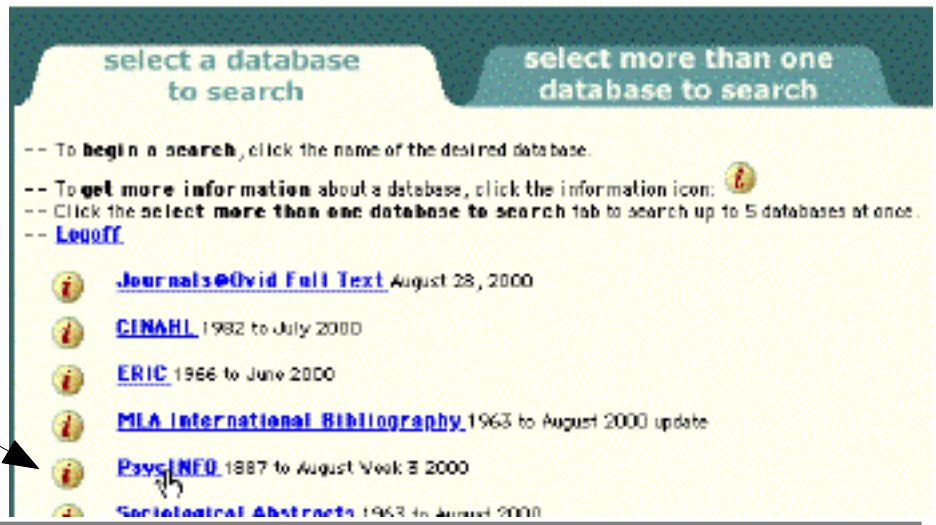 select a database
to search
select more than one
database to search
-- To begin a search, click the name of the desired database.
-- To get more information about a database, click the information icon: i
-- Click the select more than one database to search tab to search up to 5 databases at once.
-- Logoff
i Journals@Ovid Full Text August 28, 2000
i CINAHL 1982 to July 2000
i ERIC 1966 to June 2000
i MLA International Bibliography 1963 to August 2000 update
i PsycINFO 1887 to August Week 3 2000
i Sociological Abstracts 1963 to August 2000